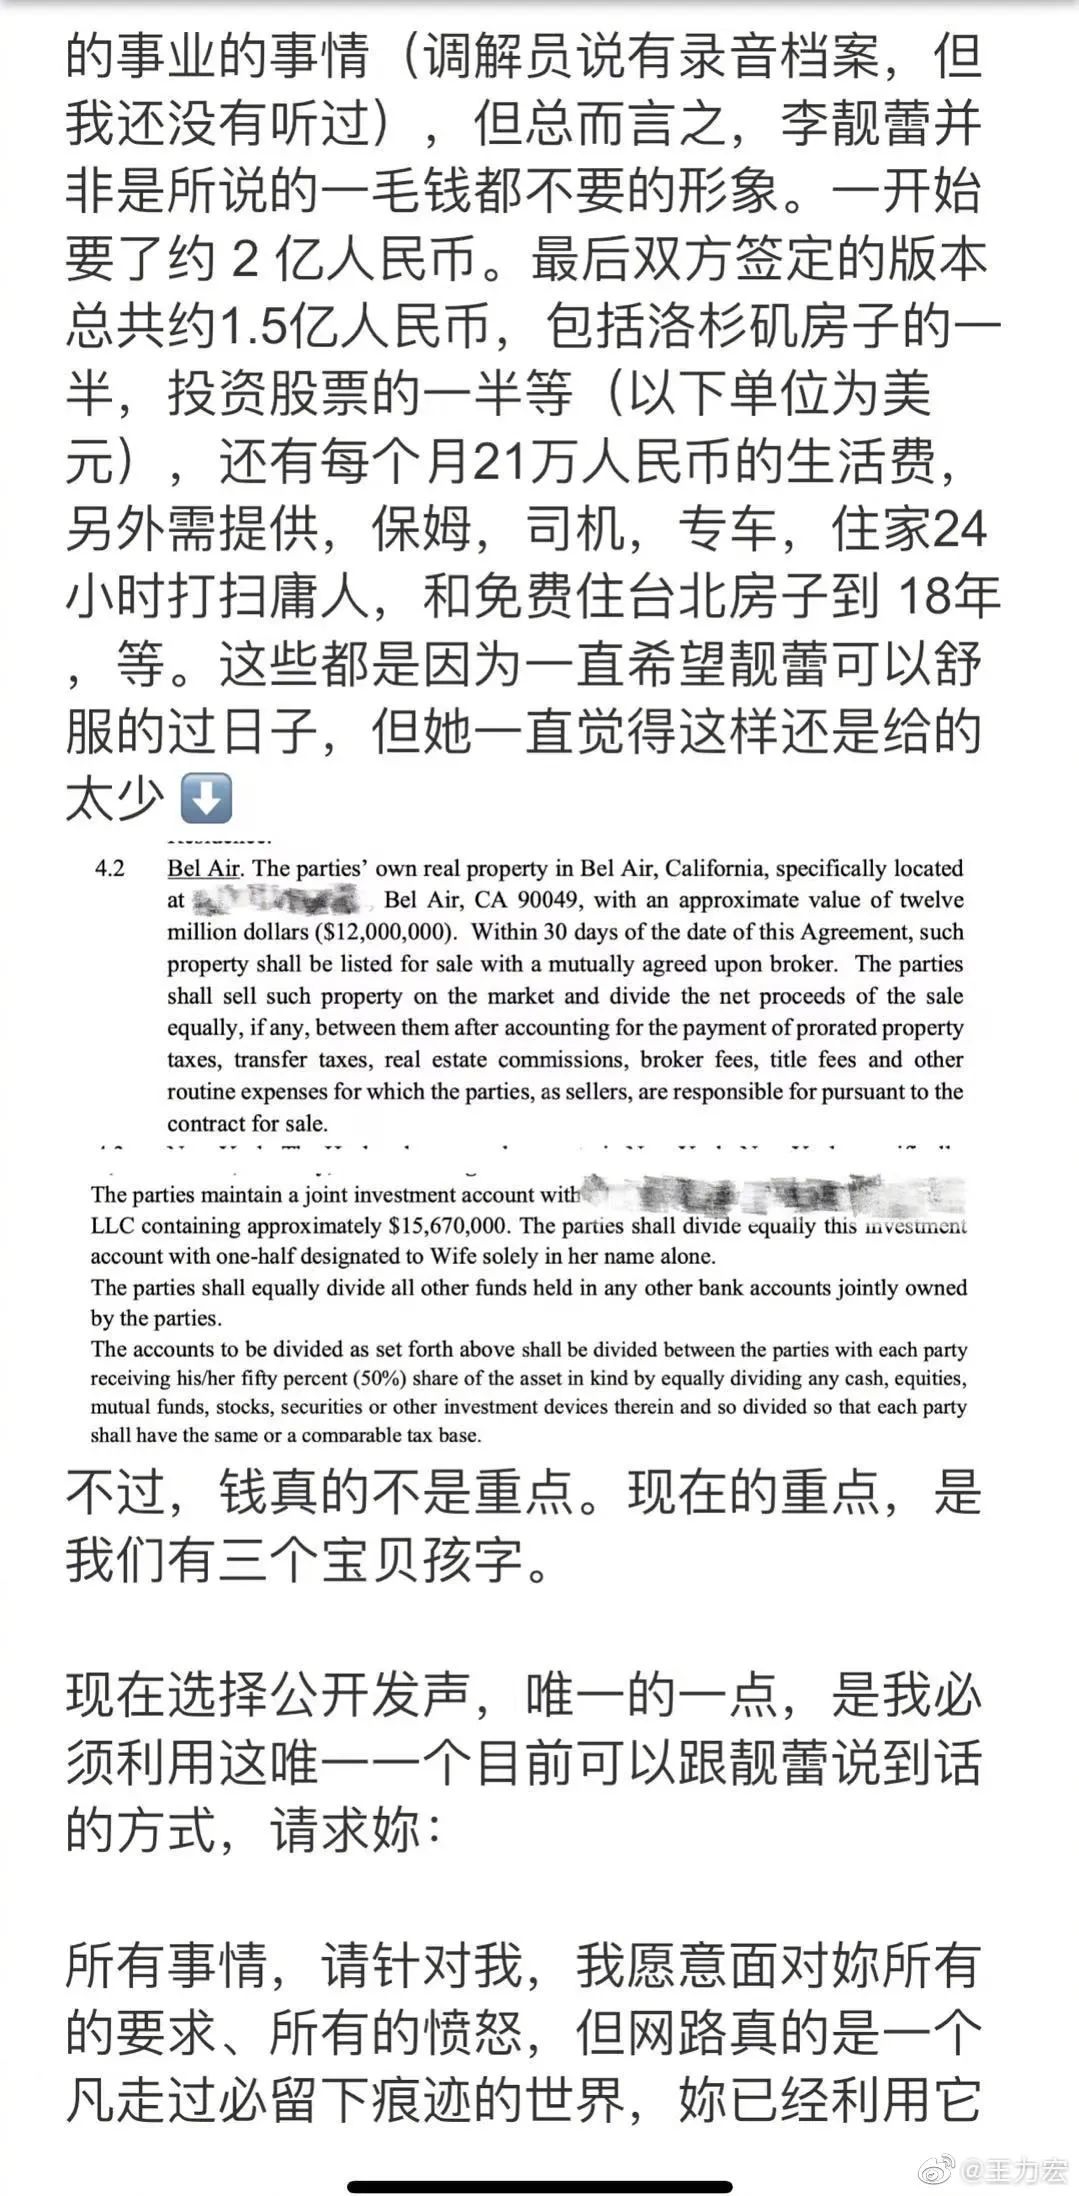 的事业的事情（调解员说有录音档案，但
我还没有听过），但总而言之，李靓蕾并
非是所说的一毛钱都不要的形象。一开始
要了约 2 亿人民币。最后双方签定的版本
总共约1.5亿人民币，包括洛杉矶房子的一
半，投资股票的一半等（以下单位为美
元），还有每个月21万人民币的生活费，
另外需提供，保姆，司机，专车，住家24
小时打扫庸人，和免费住台北房子到 18年
，等。这些都是因为一直希望靓蕾可以舒
服的过日子，但她一直觉得这样还是给的
太少 ⬇️
4.2 Bel Air. The parties’ own real property in Bel Air, California, specifically located
at , Bel Air, CA 90049, with an approximate value of twelve
million dollars ($12,000,000). Within 30 days of the date of this Agreement, such
property shall be listed for sale with a mutually agreed upon broker. The parties
shall sell such property on the market and divide the net proceeds of the sale
equally, if any, between them after accounting for the payment of prorated property
taxes, transfer taxes, real estate commissions, broker fees, title fees and other
routine expenses for which the parties, as sellers, are responsible for pursuant to the
contract for sale.
The parties maintain a joint investment account with
LLC containing approximately $15,670,000. The parties shall divide equally this investment
account with one-half designated to Wife solely in her name alone.
The parties shall equally divide all other funds held in any other bank accounts jointly owned
by the parties.
The accounts to be divided as set forth above shall be divided between the parties with each party
receiving his/her fifty percent (50%) share of the asset in kind by equally dividing any cash, equities,
mutual funds, stocks, securities or other investment devices therein and so divided so that each party
shall have the same or a comparable tax base.
不过，钱真的不是重点。现在的重点，是
我们有三个宝贝孩字。
现在选择公开发声，唯一的一点，是我必
须利用这唯一一个目前可以跟靓蕾说到话
的方式，请求妳：
所有事情，请针对我，我愿意面对妳所有
的要求、所有的愤怒，但网路真的是一个
凡走过必留下痕迹的世界，妳已经利用它
@王力宏